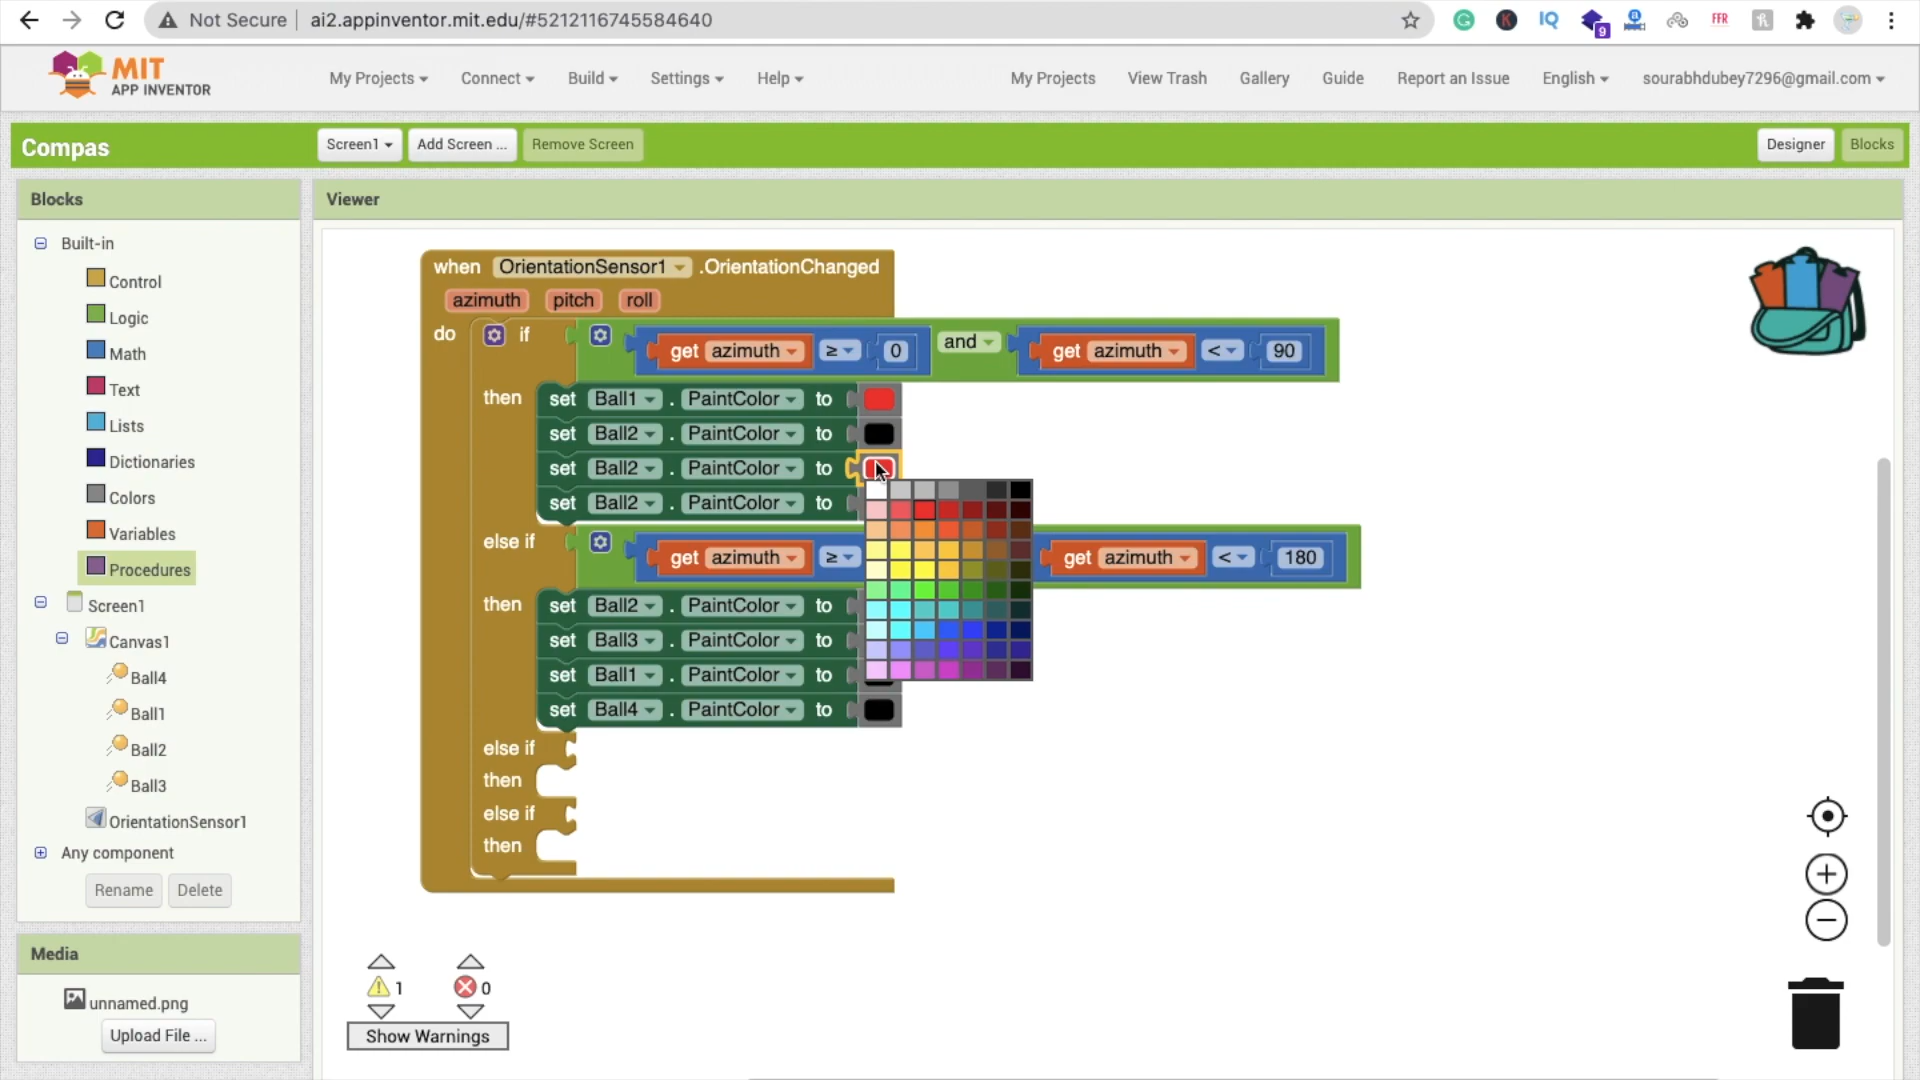 Not Secure ai2.appinventor.mit.edu/#5212116745584640
K IQ 9 a FFR h
MIT
APP INVENTOR
My Projects Connect Build Settings Help My Projects View Trash Gallery Guide Report an Issue English sourabhdubey7296@gmail.com
Compas Screen1 Add Screen ... Remove Screen Designer Blocks
Blocks
Built-in
Control
Logic
Math
Text
Lists
Dictionaries
Colors
Variables
Procedures
Screen1
Canvas1
Ball4
Ball1
Ball2
Ball3
OrientationSensor1
Any component
Rename Delete
Media
unnamed.png
Upload File ...
Viewer
when OrientationSensor1 .OrientationChanged
azimuth pitch roll
do if get azimuth ≥ 0 and get azimuth < 90
then set Ball1 . PaintColor to
set Ball2 . PaintColor to
set Ball2 . PaintColor to
set Ball2 . PaintColor to
else if get azimuth ≥ get azimuth < 180
then set Ball2 . PaintColor to
set Ball3 . PaintColor to
set Ball1 . PaintColor to
set Ball4 . PaintColor to
else if
then
else if
then
1 0
Show Warnings